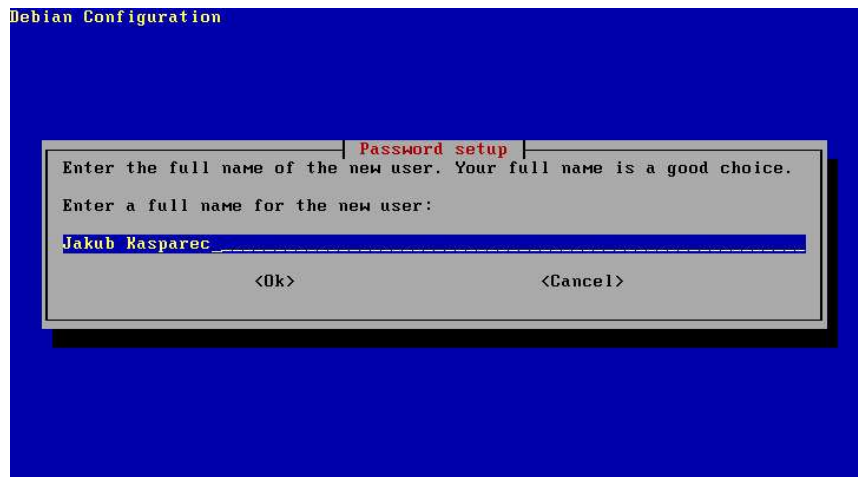 Debian Configuration
Password setup
Enter the full name of the new user. Your full name is a good choice.
Enter a full name for the new user:
Jakub Kasparec
<Ok> <Cancel>